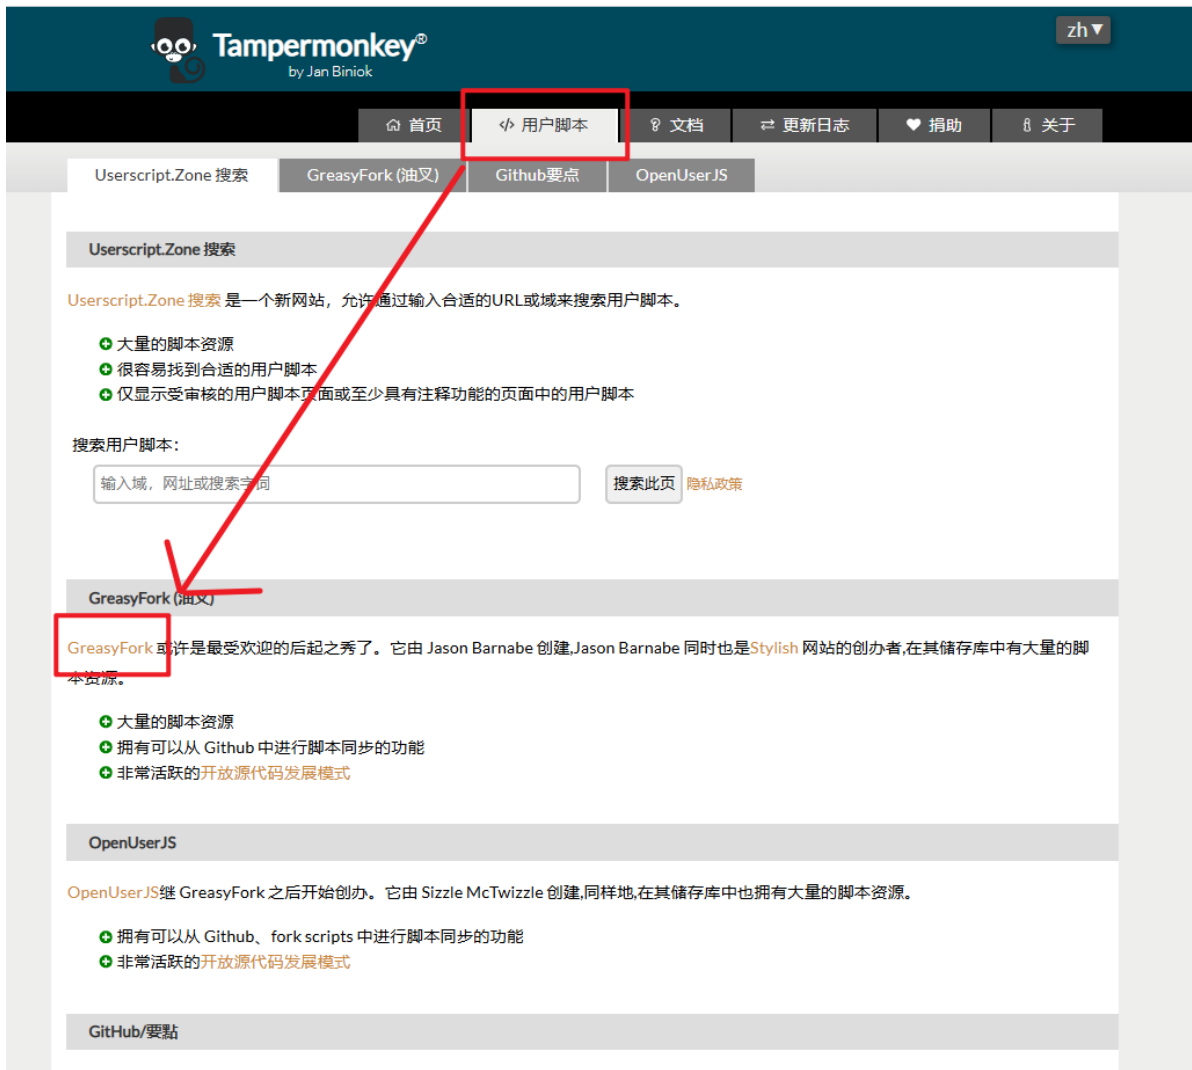 Tampermonkey®
by Jan Biniok
zh▼
首页
</> 用户脚本
文档
更新日志
捐助
关于
Userscript.Zone 搜索
GreasyFork (油叉)
Github要点
OpenUserJS
Userscript.Zone 搜索
Userscript.Zone 搜索 是一个新网站，允许通过输入合适的URL或域来搜索用户脚本。
大量的脚本资源
很容易找到合适的用户脚本
仅显示受审核的用户脚本页面或至少具有注释功能的页面中的用户脚本
搜索用户脚本：
输入域，网址或搜索字词
搜索此页
隐私政策
GreasyFork (油叉)
GreasyFork 或许是最受欢迎的后起之秀了。它由 Jason Barnabe 创建,Jason Barnabe 同时也是Stylish 网站的创办者,在其储存库中有大量的脚
本资源。
大量的脚本资源
拥有可以从 Github 中进行脚本同步的功能
非常活跃的开放源代码发展模式
OpenUserJS
OpenUserJS继 GreasyFork 之后开始创办。它由 Sizzle McTwizzle 创建,同样地,在其储存库中也拥有大量的脚本资源。
拥有可以从 Github、fork scripts 中进行脚本同步的功能
非常活跃的开放源代码发展模式
GitHub/要點